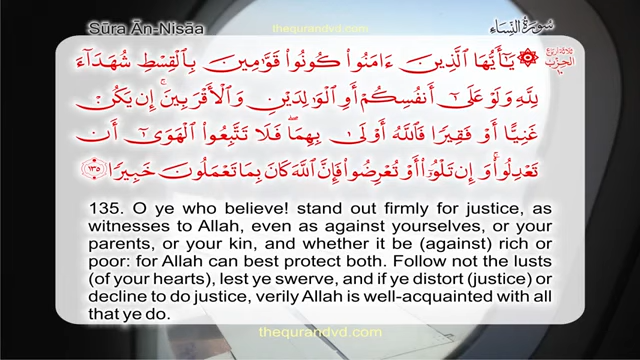 Sūra Ān-Nisāa
thequrandvd.com
سُورَةُ النِّسَاءِ
۞ يَـٰٓأَيُّهَا ٱلَّذِينَ ءَامَنُوا۟ كُونُوا۟ قَوَّٰمِينَ بِٱلْقِسْطِ شُهَدَآءَ
لِلَّهِ وَلَوْ عَلَىٰٓ أَنفُسِكُمْ أَوِ ٱلْوَٰلِدَيْنِ وَٱلْأَقْرَبِينَ ۚ إِن يَكُنْ
غَنِيًّا أَوْ فَقِيرًا فَٱللَّهُ أَوْلَىٰ بِهِمَا ۖ فَلَا تَتَّبِعُوا۟ ٱلْهَوَىٰٓ أَن
تَعْدِلُوا۟ ۚ وَإِن تَلْوُۥٓا۟ أَوْ تُعْرِضُوا۟ فَإِنَّ ٱللَّهَ كَانَ بِمَا تَعْمَلُونَ خَبِيرًا ١٣٥
135. O ye who believe! stand out firmly for justice, as
witnesses to Allah, even as against yourselves, or your
parents, or your kin, and whether it be (against) rich or
poor: for Allah can best protect both. Follow not the lusts
(of your hearts), lest ye swerve, and if ye distort (justice) or
decline to do justice, verily Allah is well-acquainted with all
that ye do.
thequrandvd.com